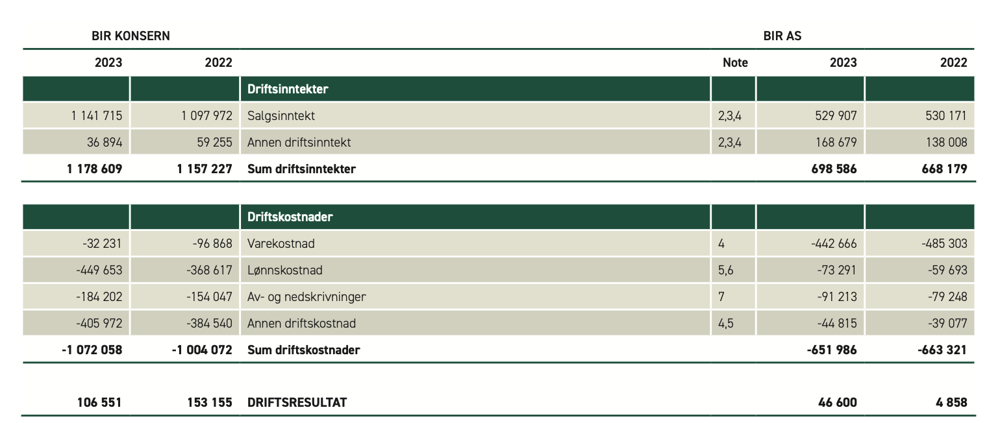 BIR KONSERN BIR AS
2023 2022 Note 2023 2022
Driftsinntekter
1 141 715 1 097 972 Salgsinntekt 2,3,4 529 907 530 171
36 894 59 255 Annen driftsinntekt 2,3,4 168 679 138 008
1 178 609 1 157 227 Sum driftsinntekter 698 586 668 179
Driftskostnader
-32 231 -96 868 Varekostnad 4 -442 666 -485 303
-449 653 -368 617 Lønnskostnad 5,6 -73 291 -59 693
-184 202 -154 047 Av- og nedskrivninger 7 -91 213 -79 248
-405 972 -384 540 Annen driftskostnad 4,5 -44 815 -39 077
-1 072 058 -1 004 072 Sum driftskostnader -651 986 -663 321
106 551 153 155 DRIFTSRESULTAT 46 600 4 858